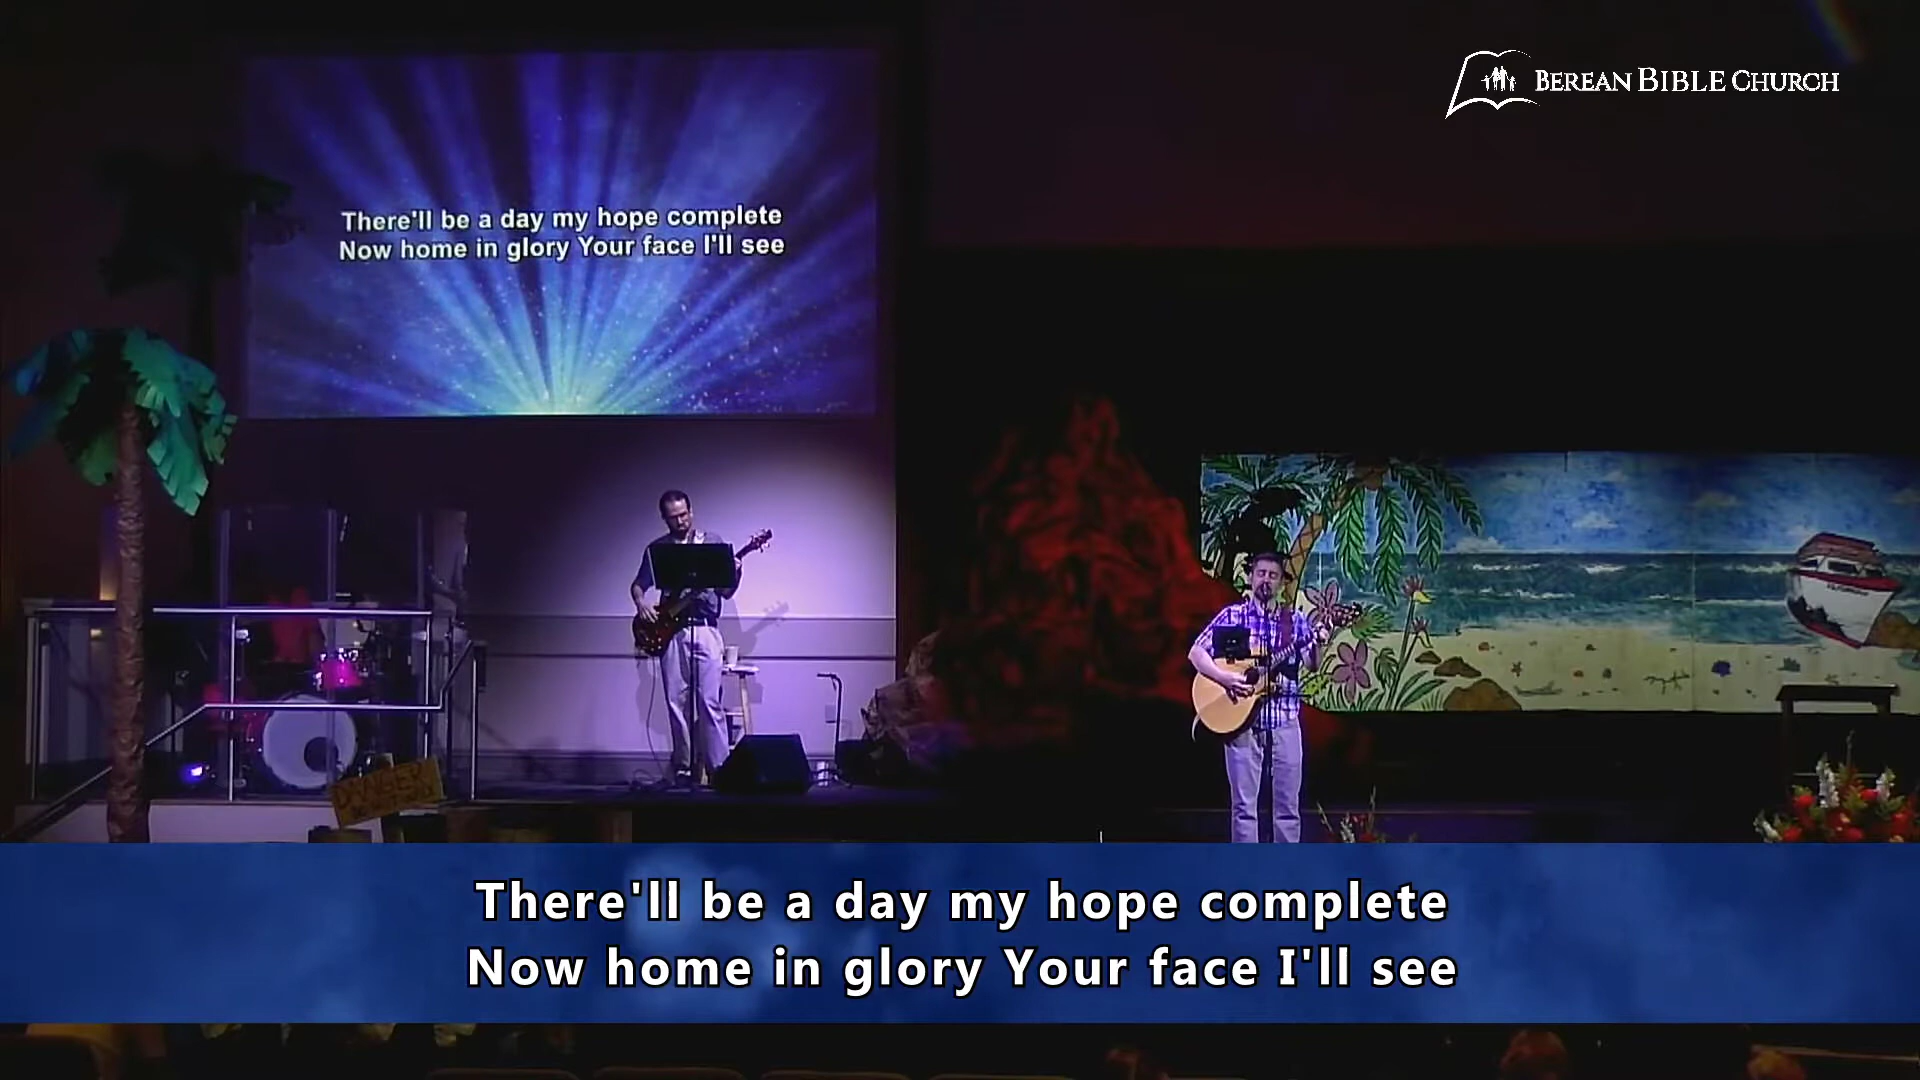 BEREAN BIBLE CHURCH
There'll be a day my hope complete
Now home in glory Your face I'll see
DANGER
There'll be a day my hope complete
Now home in glory Your face I'll see